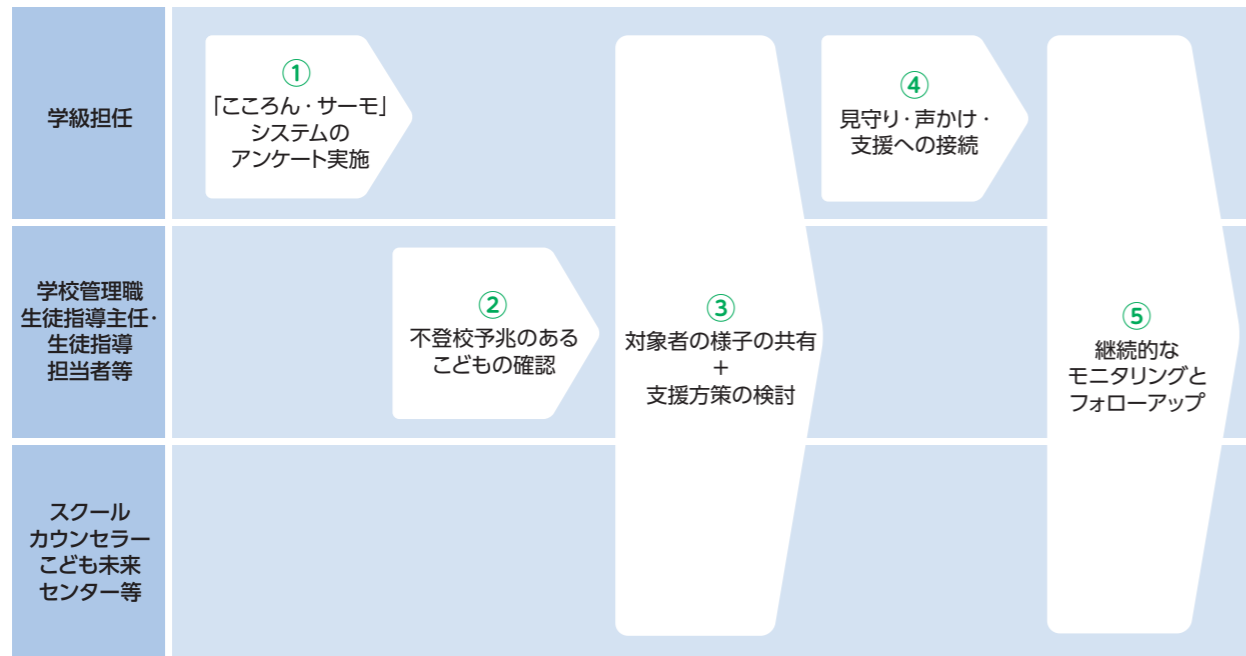 学級担任
①
「こころん・サーモ」
システムの
アンケート実施
④
見守り・声かけ・
支援への接続
学校管理職
生徒指導主任・
生徒指導
担当者等
②
不登校予兆のある
こどもの確認
③
対象者の様子の共有
+
支援方策の検討
⑤
継続的な
モニタリングと
フォローアップ
スクール
カウンセラー
こども未来
センター等